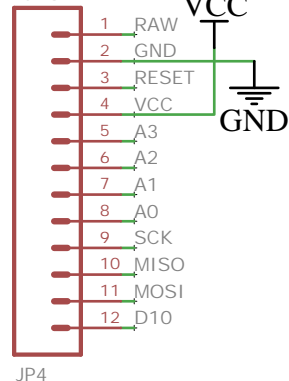 VCC
1 RAW
2 GND
3 RESET
4 VCC
GND
5 A3
6 A2
7 A1
8 A0
9 SCK
10 MISO
11 MOSI
12 D10
JP4